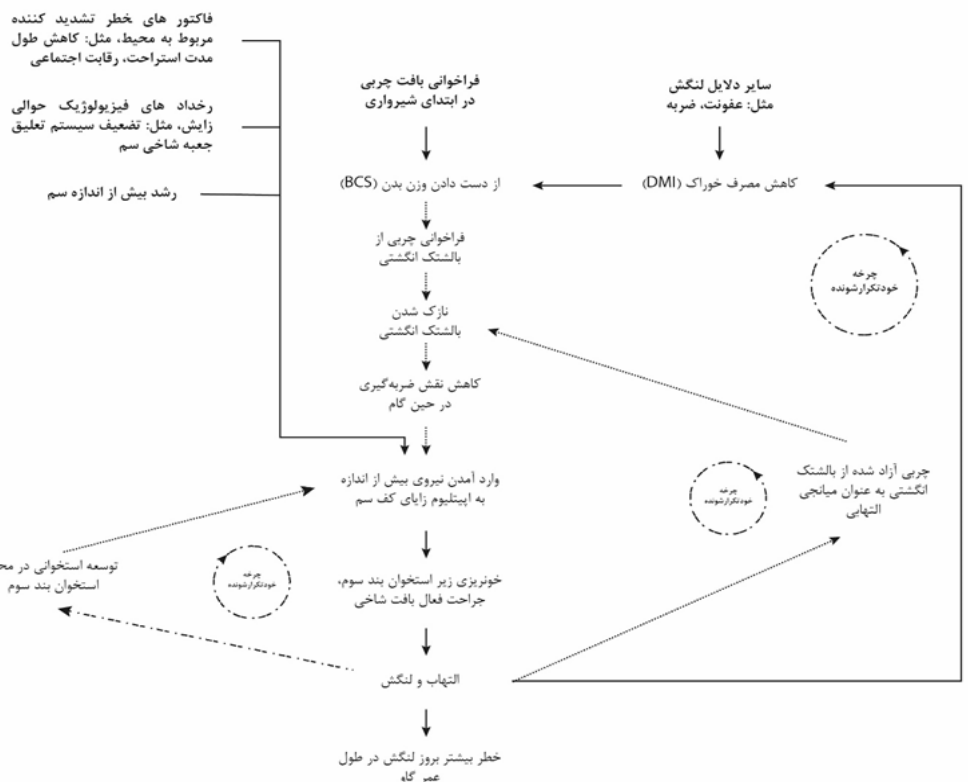 فاکتور های خطر تشدید کننده
مربوط به محیط، مثل: کاهش طول
مدت استراحت، رقابت اجتماعی
رخداد های فیزیولوژیک حوالی
زایش، مثل: تضعیف سیستم تعلیق
جعبه شاخی سم
رشد بیش از اندازه سم
فراخوانی بافت چربی
در ابتدای شیرواری
سایر دلایل لنگش
مثل: عفونت، ضربه
کاهش مصرف خوراک (DMI)
از دست دادن وزن بدن (BCS)
فراخوانی چربی از
بالشتک انگشتی
چرخه
خودتکرارشونده
نازک شدن
بالشتک انگشتی
کاهش نقش ضربه‌گیری
در حین گام
وارد آمدن نیروی بیش از اندازه
به اپیتلیوم زایای کف سم
چربی آزاد شده از بالشتک
انگشتی به عنوان میانجی
التهابی
چرخه
خودتکرارشونده
توسعه استخوانی در
استخوان بند سوم
چرخه
خودتکرارشونده
خونریزی زیر استخوان بند سوم،
جراحت فعال بافت شاخی
التهاب و لنگش
خطر بیشتر بروز لنگش در طول
عمر گاو